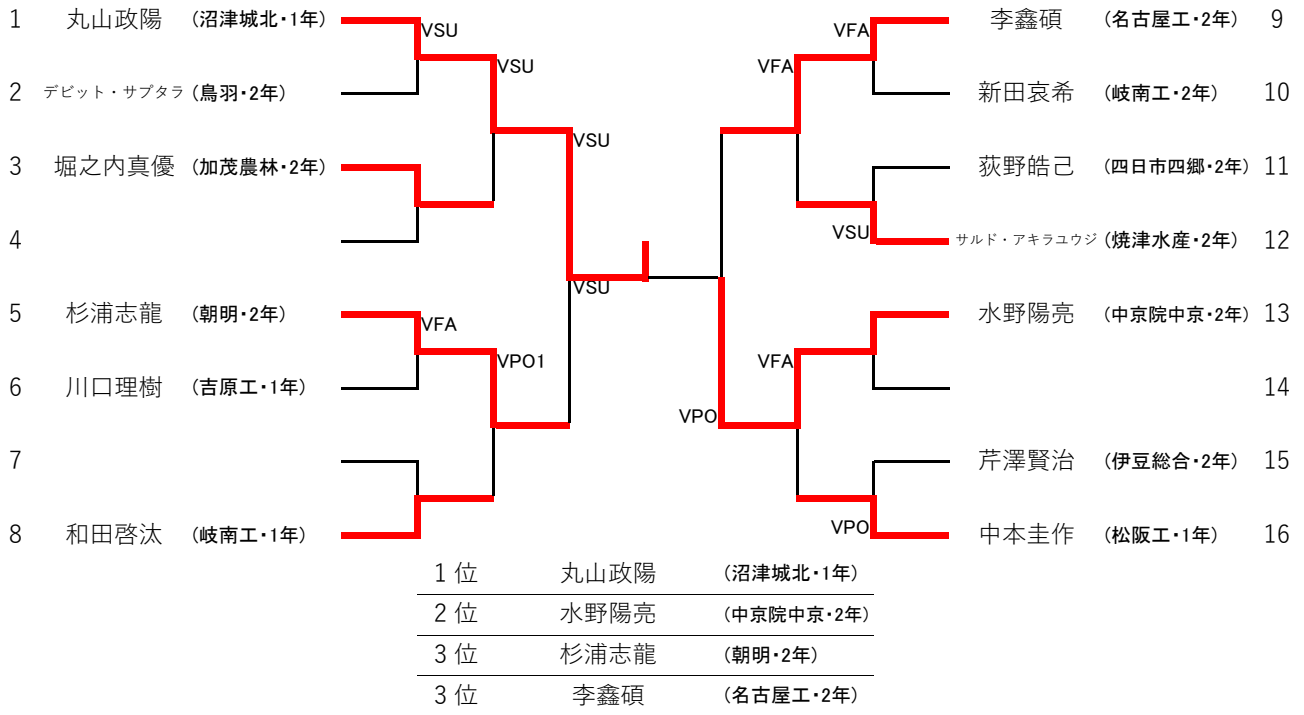 1 丸山政陽 (沼津城北・1年)
VSU
2 デビット・サプタラ (鳥羽・2年)
VSU
3 堀之内真優 (加茂農林・2年)
VSU
4
5 杉浦志龍 (朝明・2年)
VFA
6 川口理樹 (吉原工・1年)
VPO1
7
8 和田啓汰 (岐南工・1年)
VSU
VFA
李鑫碩 (名古屋工・2年) 9
VFA
新田哀希 (岐南工・2年) 10
荻野皓己 (四日市四郷・2年) 11
VSU
サルド・アキラユウジ (焼津水産・2年) 12
水野陽亮 (中京院中京・2年) 13
VFA
14
VPO
芹澤賢治 (伊豆総合・2年) 15
VPO
中本圭作 (松阪工・1年) 16
1位 丸山政陽 (沼津城北・1年)
2位 水野陽亮 (中京院中京・2年)
3位 杉浦志龍 (朝明・2年)
3位 李鑫碩 (名古屋工・2年)